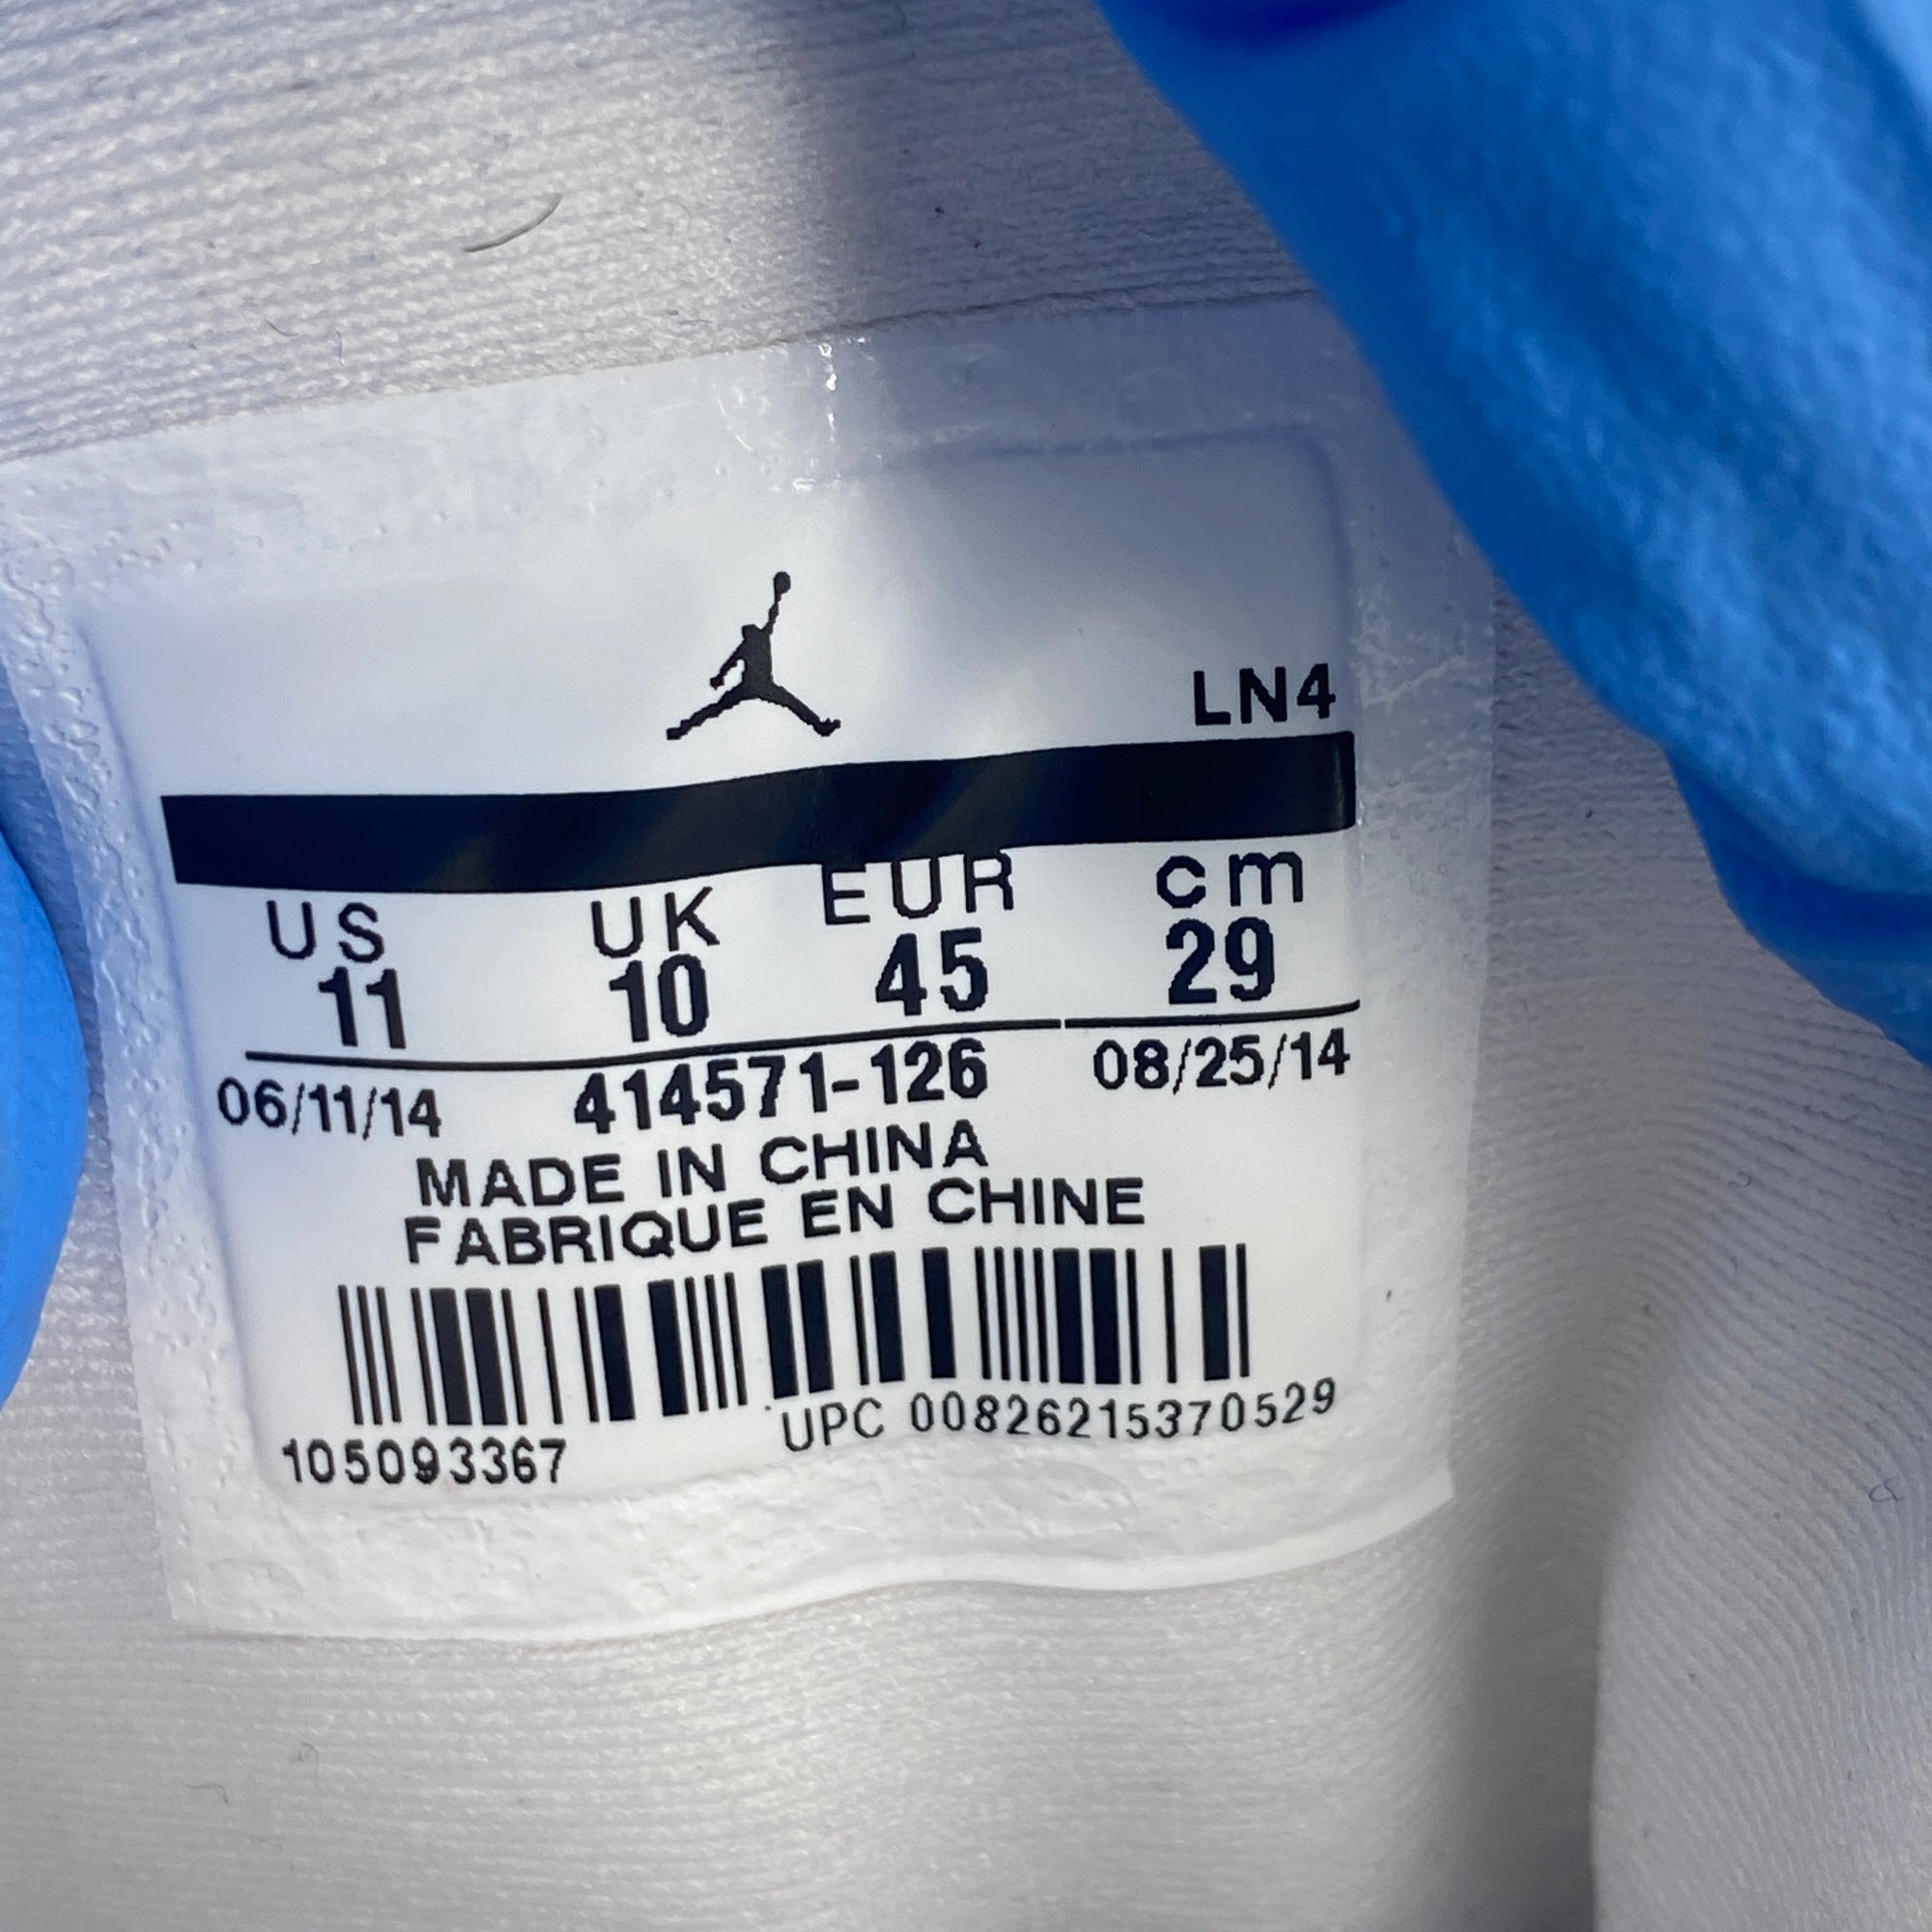 LN4
US UK EUR cm
11 10 45 29
06/11/14 414571-126 08/25/14
MADE IN CHINA
FABRIQUE EN CHINE
105093367 UPC 00826215370529